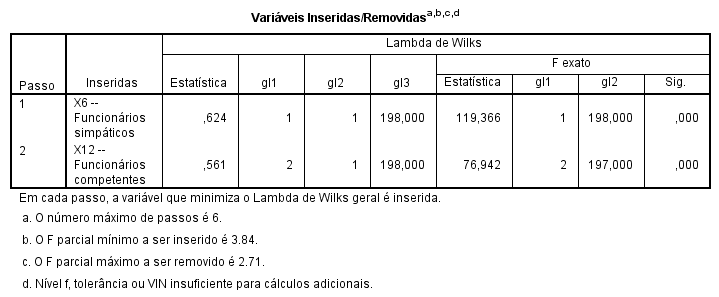 Variáveis Inseridas/Removidas a,b,c,d
Lambda de Wilks
F exato
Passo Inseridas Estatística gl1 gl2 gl3 Estatística gl1 gl2 Sig.
1 X6 -- Funcionários simpáticos ,624 1 1 198,000 119,366 1 198,000 ,000
2 X12 -- Funcionários competentes ,561 2 1 198,000 76,942 2 197,000 ,000
Em cada passo, a variável que minimiza o Lambda de Wilks geral é inserida.
a. O número máximo de passos é 6.
b. O F parcial mínimo a ser inserido é 3.84.
c. O F parcial máximo a ser removido é 2.71.
d. Nível f, tolerância ou VIN insuficiente para cálculos adicionais.